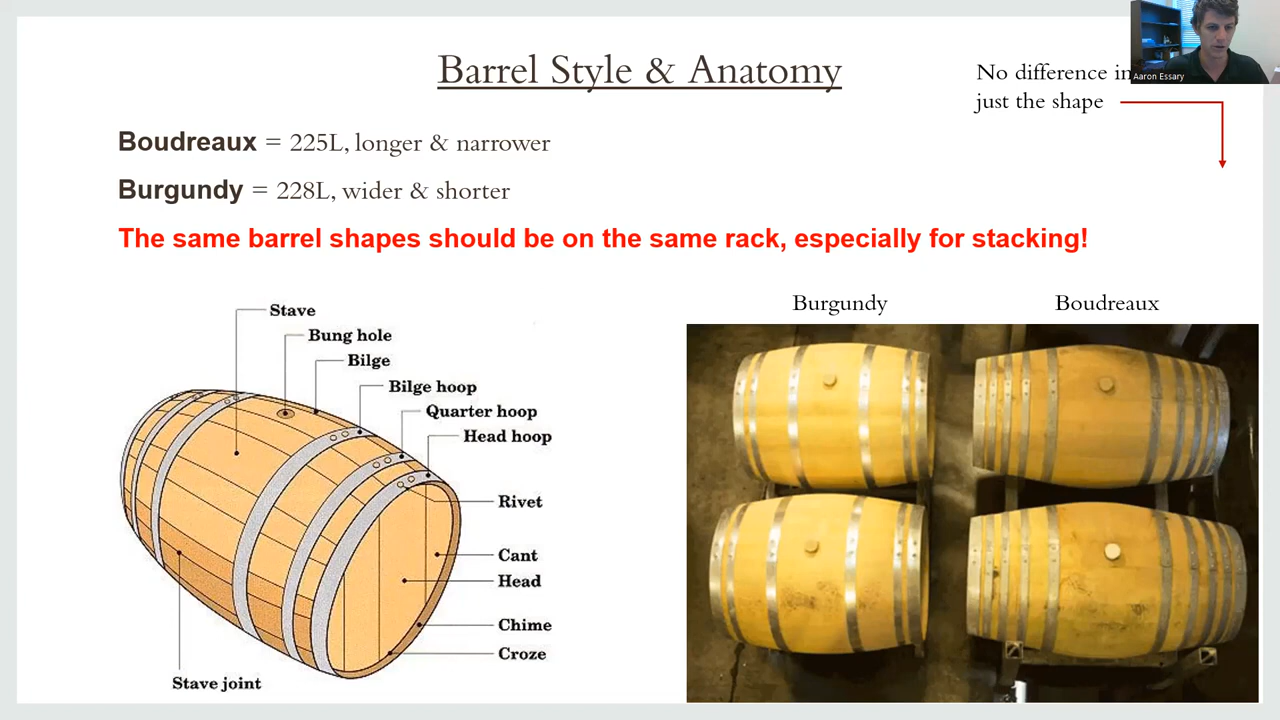 Barrel Style & Anatomy
No difference in
just the shape
Aaron Essary
Boudreaux = 225L, longer & narrower
Burgundy = 228L, wider & shorter
The same barrel shapes should be on the same rack, especially for stacking!
Stave
Bung hole
Bilge
Bilge hoop
Quarter hoop
Head hoop
Rivet
Cant
Head
Chime
Croze
Stave joint
Burgundy
Boudreaux